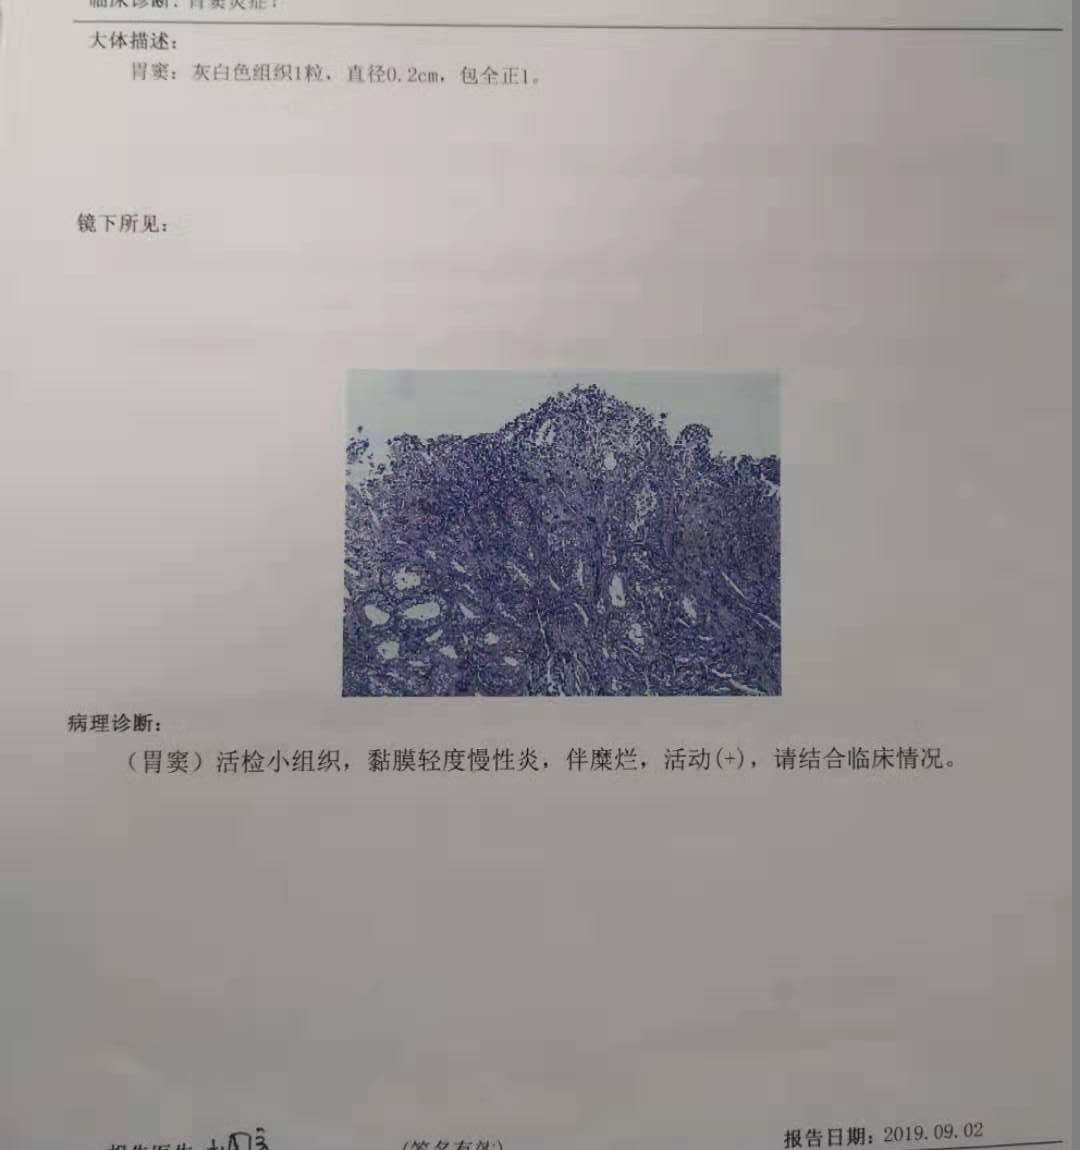 临床诊断：胃窦炎症？
大体描述：
胃窦：灰白色组织1粒，直径0.2cm，包全正1。
镜下所见：
病理诊断：
（胃窦）活检小组织，黏膜轻度慢性炎，伴糜烂，活动(+)，请结合临床情况。
报告医生
(签名有效)
报告日期：2019.09.02